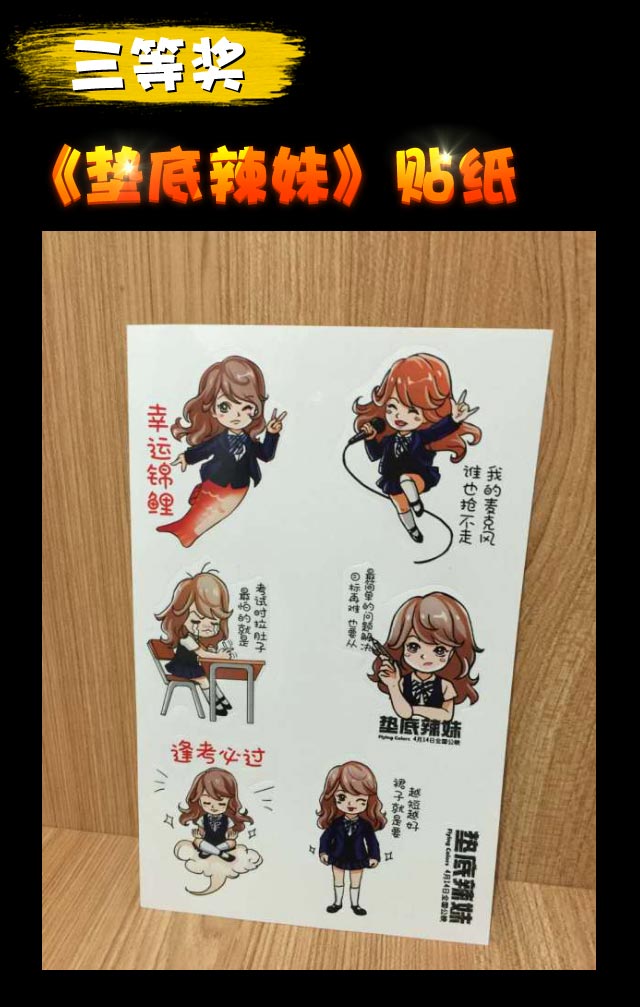 三等奖
《垫底辣妹》贴纸
幸运锦鲤
我的麦克风
谁也抢不走
考试时拉肚子
最怕的就是
最简单的问题解决
目标再难 也要从
垫底辣妹
Flying Colors 4月14日全国公映
逢考必过
越短越好
裙子就是要
垫底辣妹
Flying Colors 4月14日全国公映